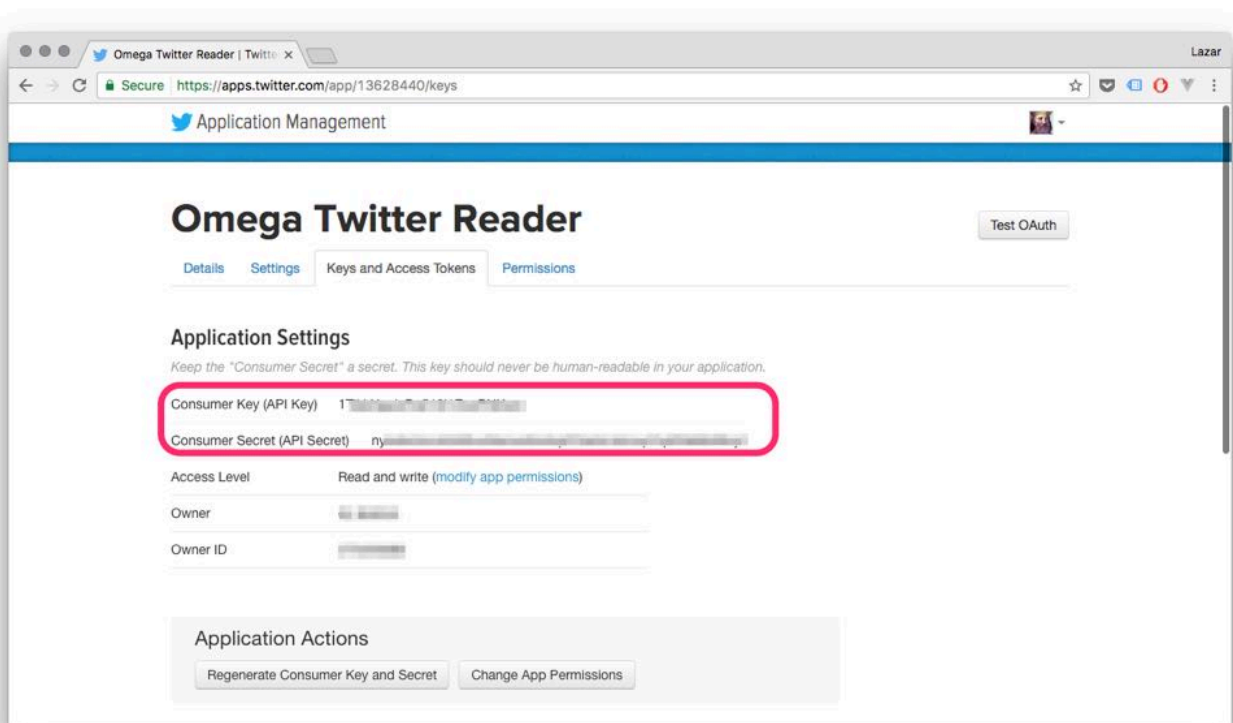 Omega Twitter Reader | Twitte
Lazar
Secure https://apps.twitter.com/app/13628440/keys
Application Management
Omega Twitter Reader
Test OAuth
Details Settings Keys and Access Tokens Permissions
Application Settings
Keep the "Consumer Secret" a secret. This key should never be human-readable in your application.
Consumer Key (API Key)
Consumer Secret (API Secret)
Access Level Read and write (modify app permissions)
Owner
Owner ID
Application Actions
Regenerate Consumer Key and Secret Change App Permissions